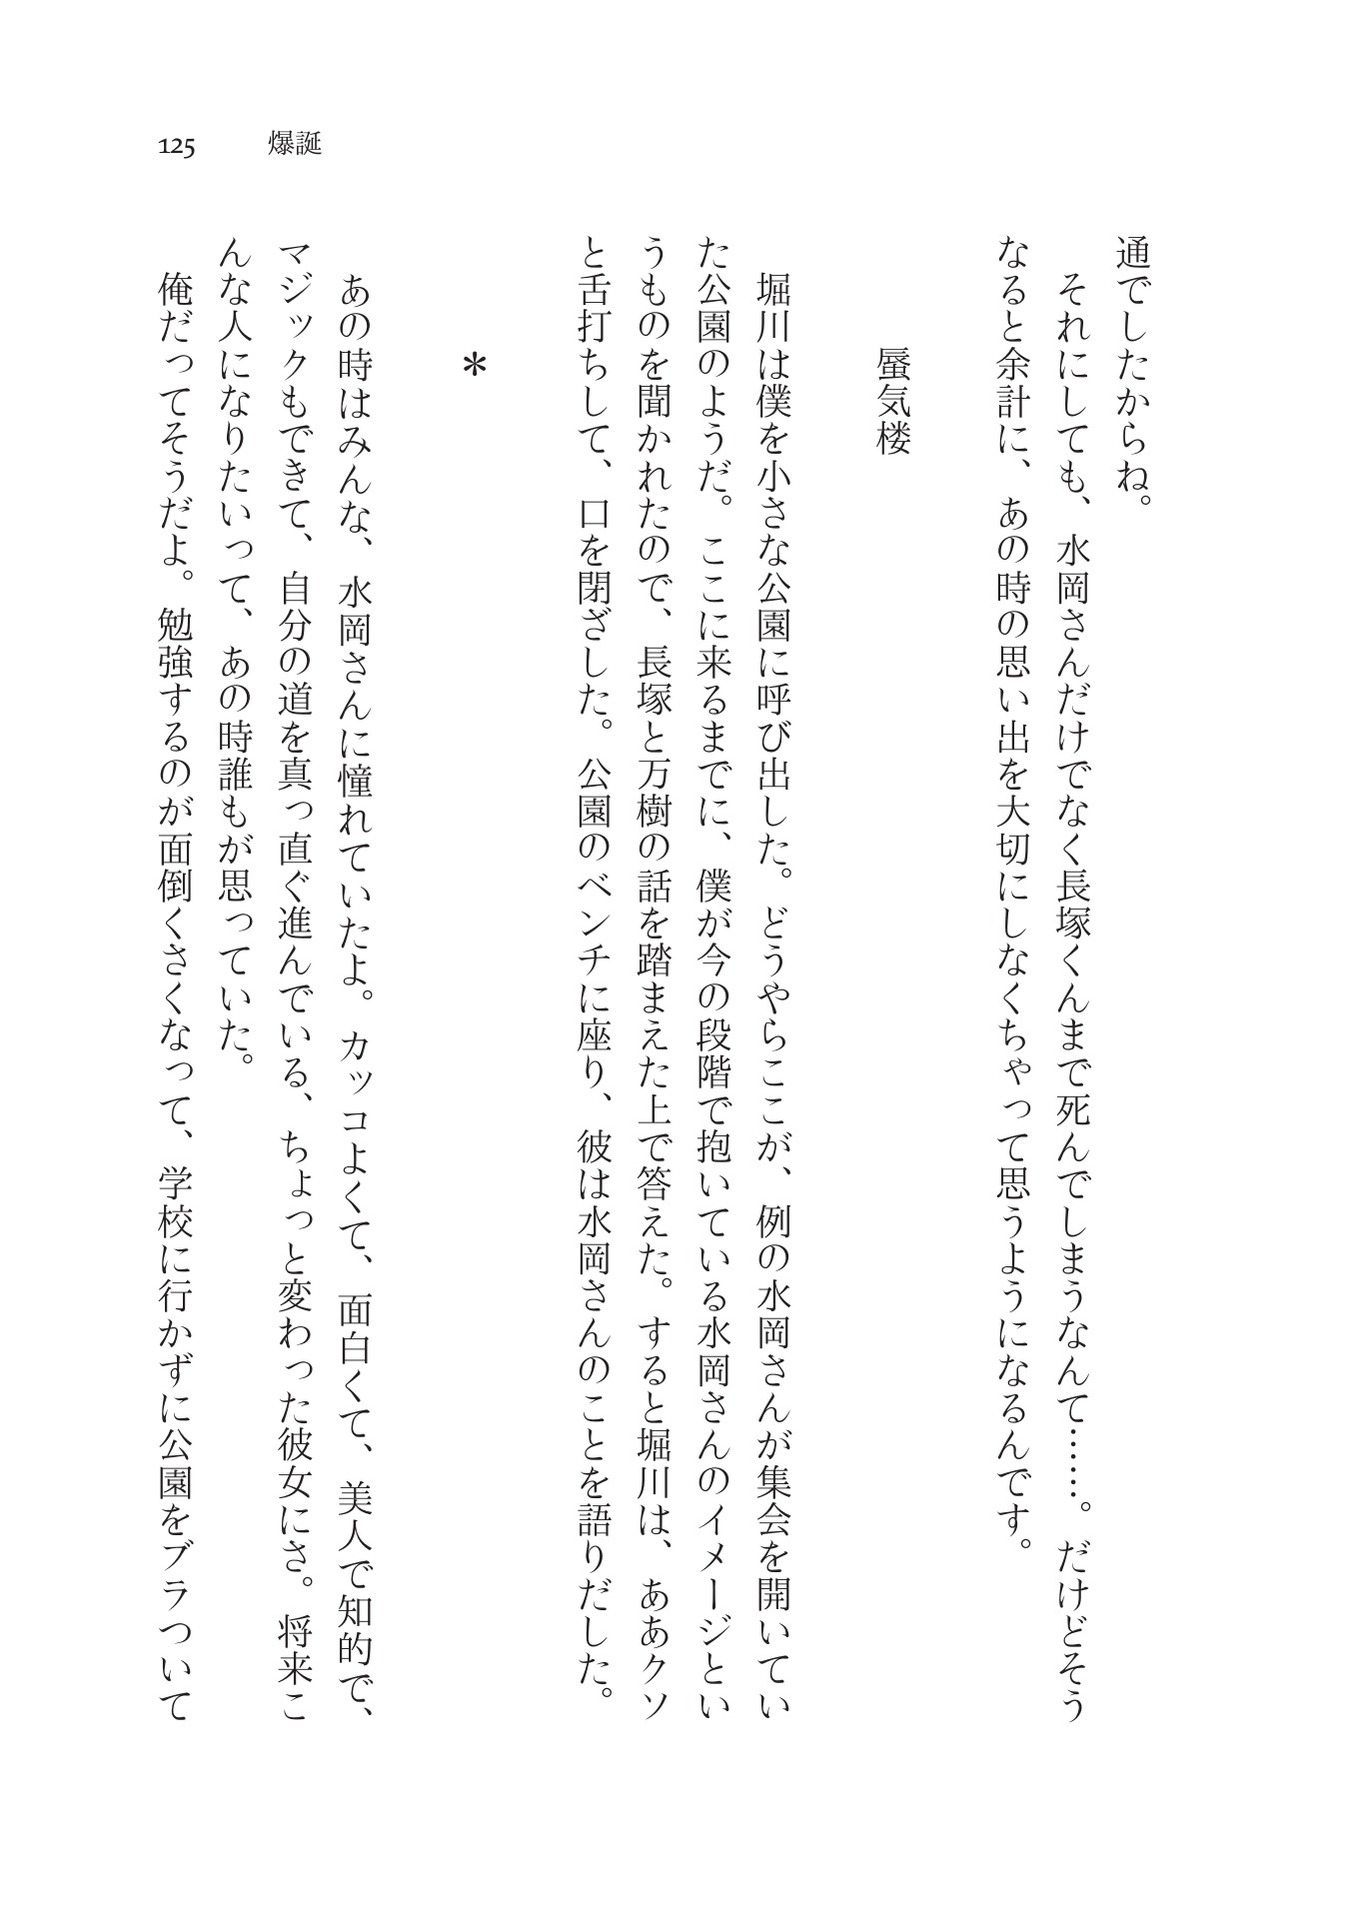 125　爆誕
通でしたからね。
　それにしても、水岡さんだけでなく長塚くんまで死んでしまうなんて……。だけどそう
なると余計に、あの時の思い出を大切にしなくちゃって思うようになるんです。
蜃気楼
　堀川は僕を小さな公園に呼び出した。どうやらここが、例の水岡さんが集会を開いてい
た公園のようだ。ここに来るまでに、僕が今の段階で抱いている水岡さんのイメージとい
うものを聞かれたので、長塚と万樹の話を踏まえた上で答えた。すると堀川は、ああクソ
と舌打ちして、口を閉ざした。公園のベンチに座り、彼は水岡さんのことを語りだした。
＊
　あの時はみんな、水岡さんに憧れていたよ。カッコよくて、面白くて、美人で知的で、
マジックもできて、自分の道を真っ直ぐ進んでいる、ちょっと変わった彼女にさ。将来こ
んな人になりたいって、あの時誰もが思っていた。
　俺だってそうだよ。勉強するのが面倒くさくなって、学校に行かずに公園をブラついて